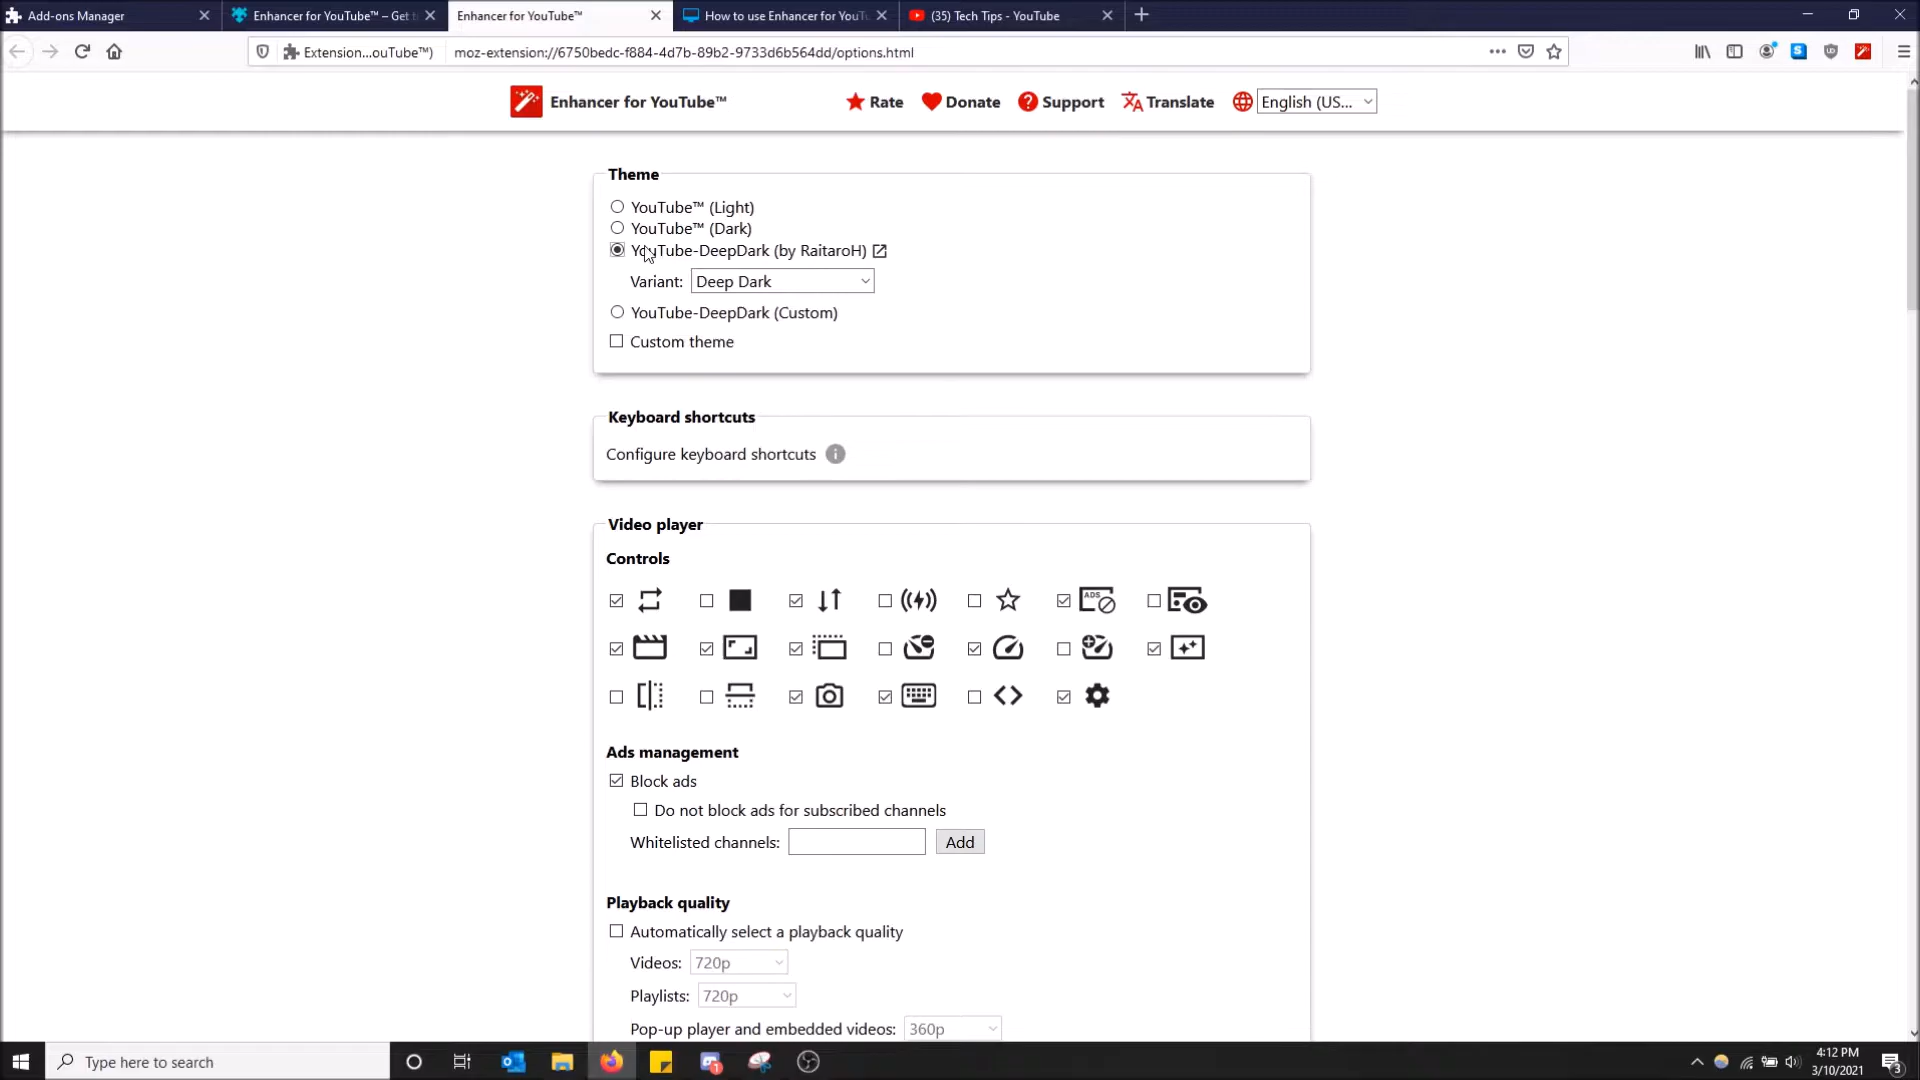 Add-ons Manager
Enhancer for YouTube™ – Get t
Enhancer for YouTube™
How to use Enhancer for YouTu
(35) Tech Tips - YouTube
Extension...ouTube™)
moz-extension://6750bedc-f884-4d7b-89b2-9733d6b564dd/options.html
Enhancer for YouTube™
Rate
Donate
Support
Translate
English (US...
Theme
YouTube™ (Light)
YouTube™ (Dark)
YouTube-DeepDark (by RaitaroH)
Variant: Deep Dark
YouTube-DeepDark (Custom)
Custom theme
Keyboard shortcuts
Configure keyboard shortcuts
Video player
Controls
ADS
Ads management
Block ads
Do not block ads for subscribed channels
Whitelisted channels:
Add
Playback quality
Automatically select a playback quality
Videos: 720p
Playlists: 720p
Pop-up player and embedded videos: 360p
Type here to search
4:12 PM
3/10/2021